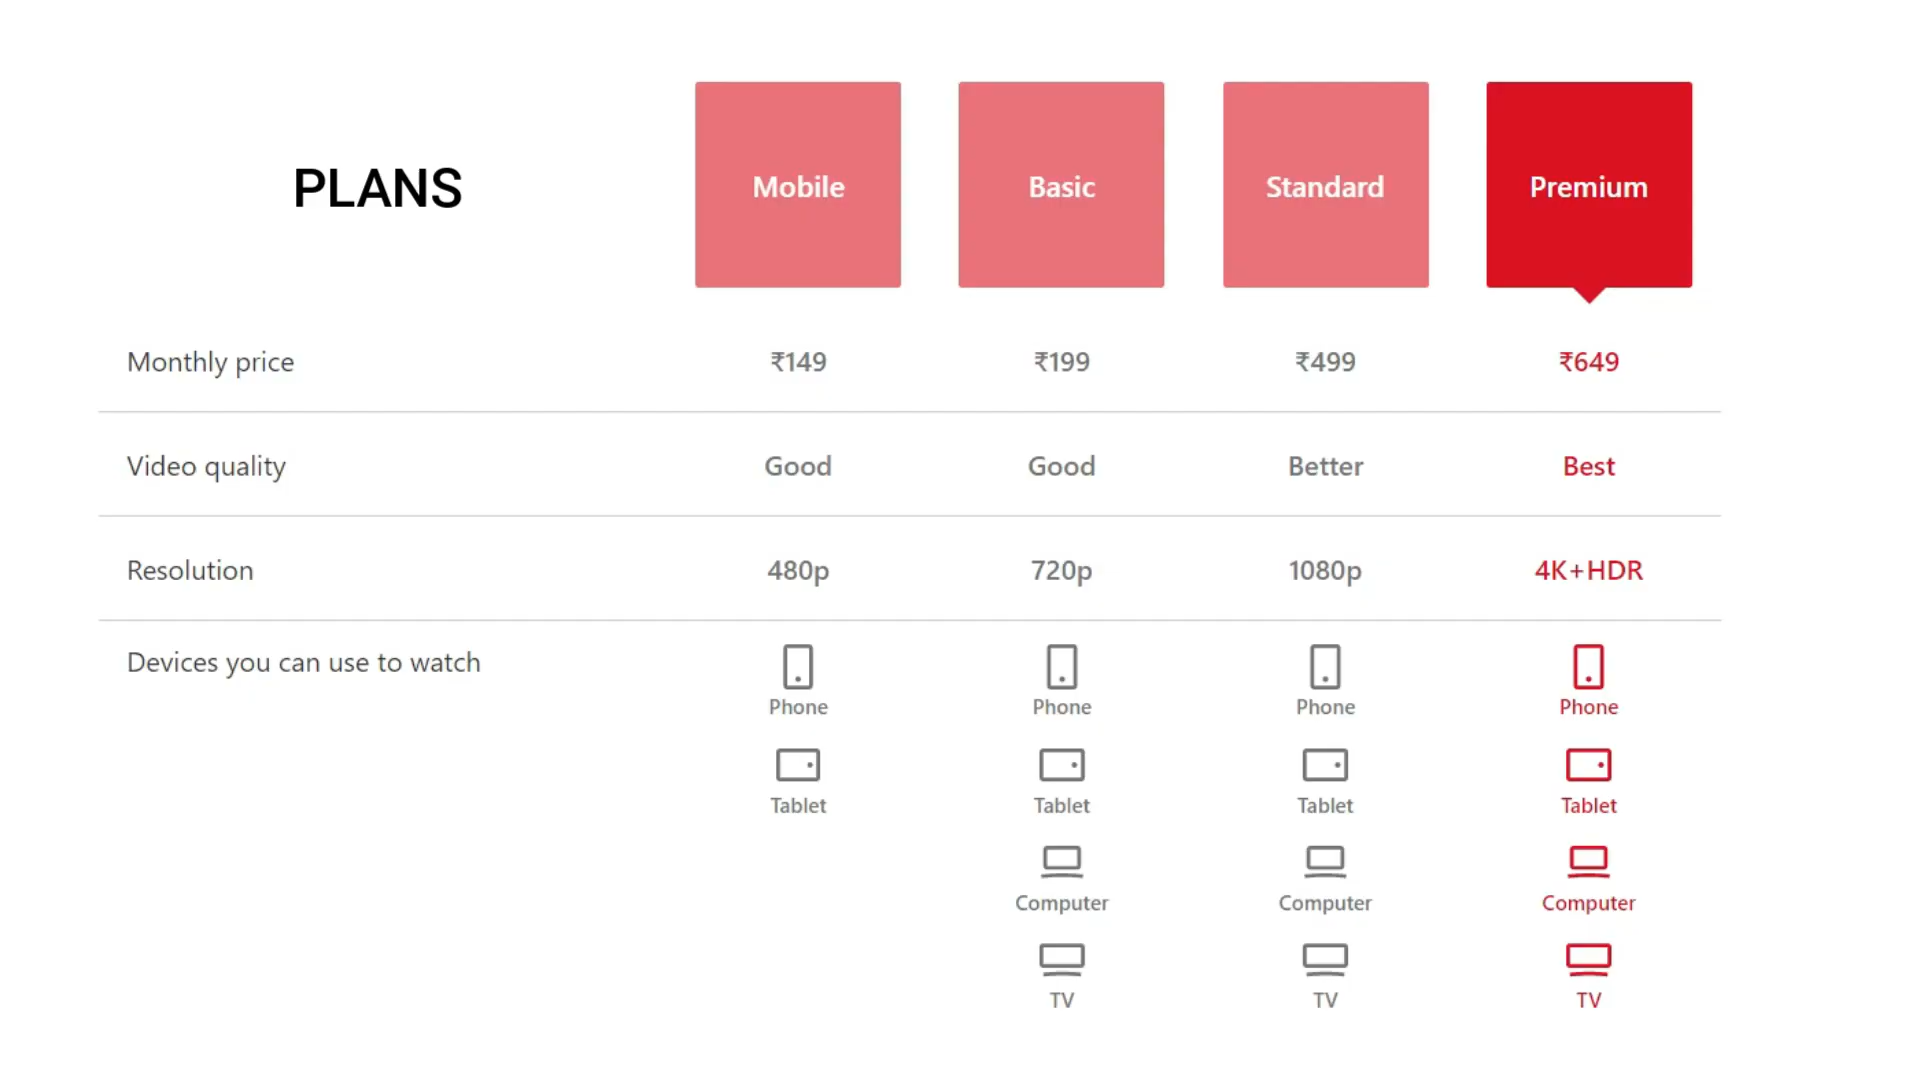 PLANS
Mobile Basic Standard Premium
Monthly price ₹149 ₹199 ₹499 ₹649
Video quality Good Good Better Best
Resolution 480p 720p 1080p 4K+HDR
Devices you can use to watch
Phone Phone Phone Phone
Tablet Tablet Tablet Tablet
Computer Computer Computer
TV TV TV